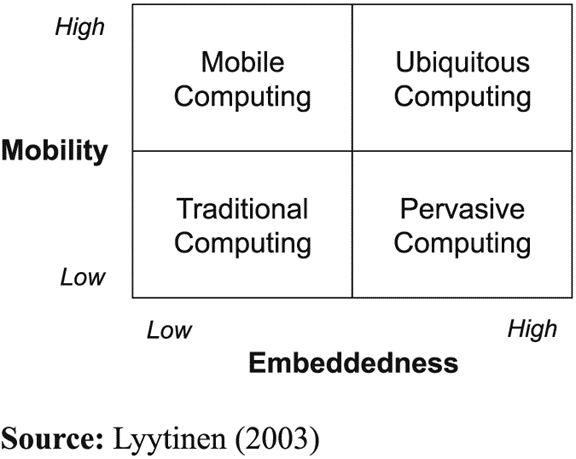 High
Mobile
Computing
Ubiquitous
Computing
Mobility
Traditional
Computing
Pervasive
Computing
Low
Low
High
Embeddedness
Source: Lyytinen (2003)